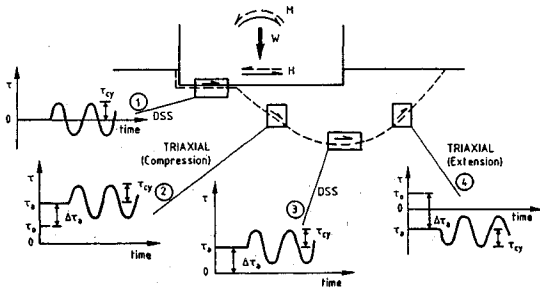 M
W
H
τ
τcy
0
time
1
DSS
TRIAXIAL
(Compression)
2
τ
τcy
τa
Δτa
τo
0
time
DSS
3
τ
τcy
τa
Δτa
0
time
TRIAXIAL
(Extension)
4
τ
τo
0
Δτa
τa
τcy
time